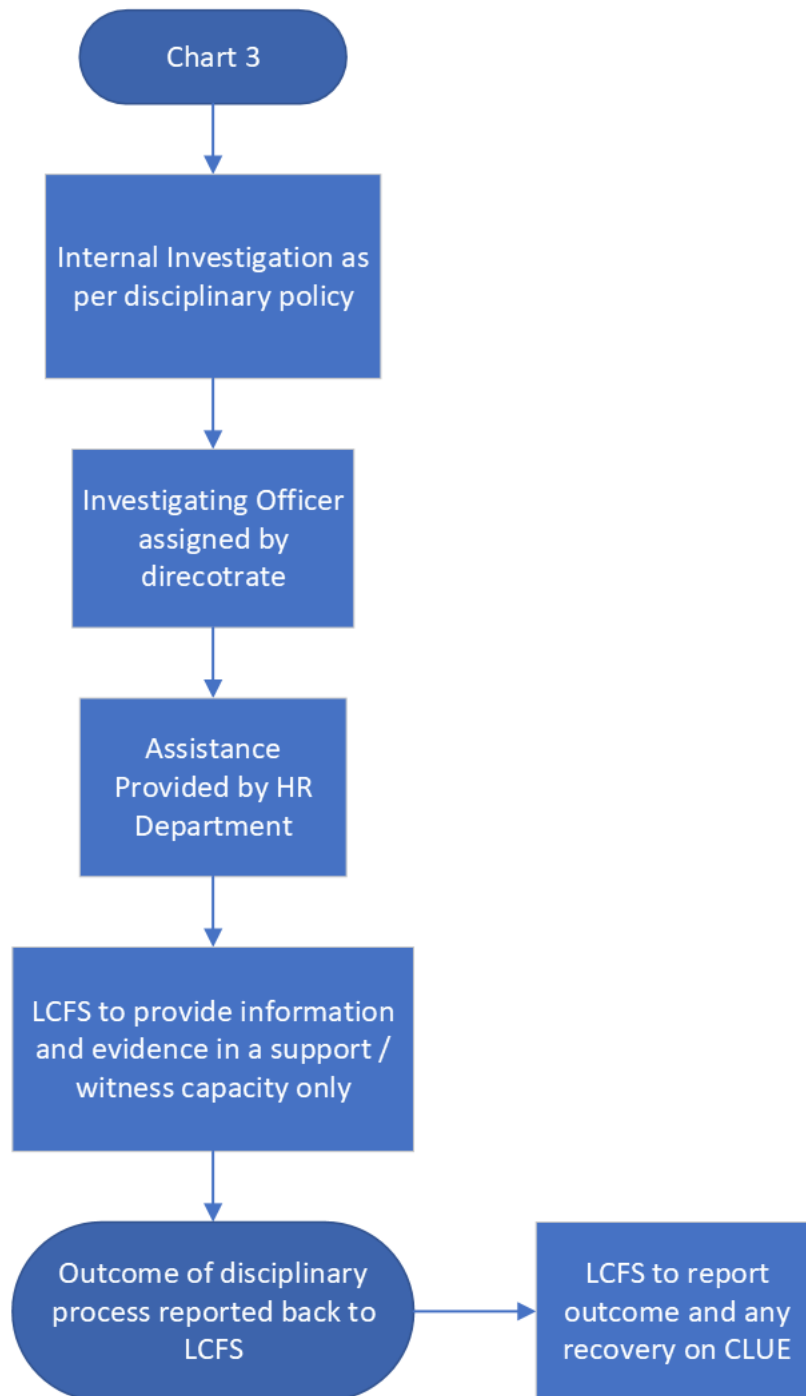 Chart 3
Internal Investigation as
per disciplinary policy
Investigating Officer
assigned by
direcotrate
Assistance
Provided by HR
Department
LCFS to provide information
and evidence in a support /
witness capacity only
Outcome of disciplinary
process reported back to
LCFS
LCFS to report
outcome and any
recovery on CLUE